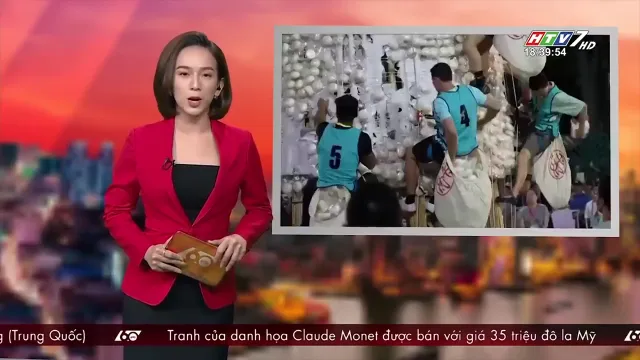 HTV7 HD
18:39:54
5
4
g (Trung Quốc)
60
Tranh của danh họa Claude Monet được bán với giá 35 triệu đô la Mỹ